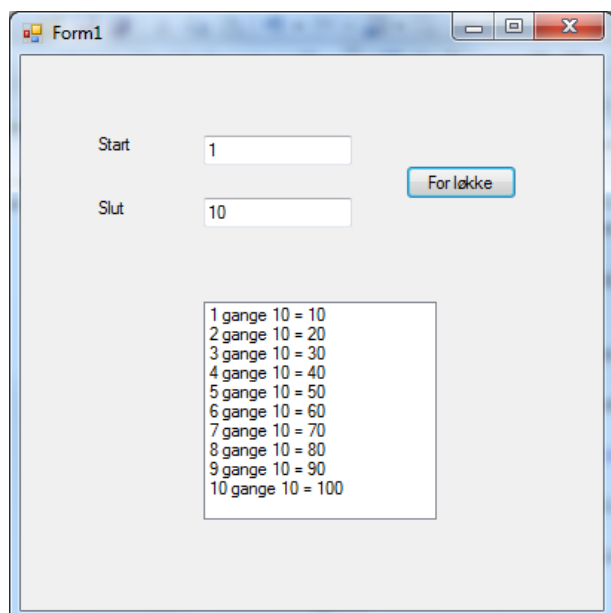 Form1
Start
1
For løkke
Slut
10
1 gange 10 = 10
2 gange 10 = 20
3 gange 10 = 30
4 gange 10 = 40
5 gange 10 = 50
6 gange 10 = 60
7 gange 10 = 70
8 gange 10 = 80
9 gange 10 = 90
10 gange 10 = 100